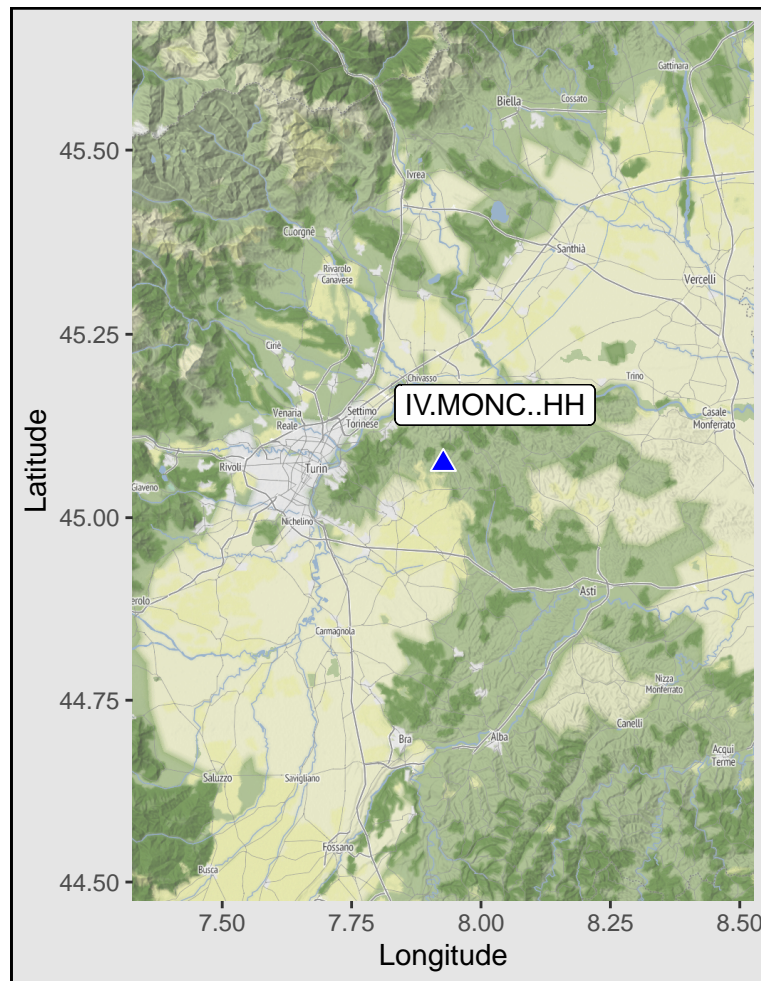 Gattinara
Biella
Cossato
45.50
Ivrea
Cuorgnè
Santhià
Rivarolo
Canavese
Vercelli
45.25
Ciriè
Chivasso
Trino
IV.MONC..HH
Venaria
Reale
Settimo
Torinese
Casale
Monferrato
Rivoli
Turin
Giaveno
45.00
Nichelino
Latitude
Asti
erolo
Carmagnola
Nizza
Monferrato
44.75
Canelli
Bra
Alba
Acqui
Terme
Saluzzo
Savigliano
Fossano
Busca
44.50
7.50 7.75 8.00 8.25 8.50
Longitude